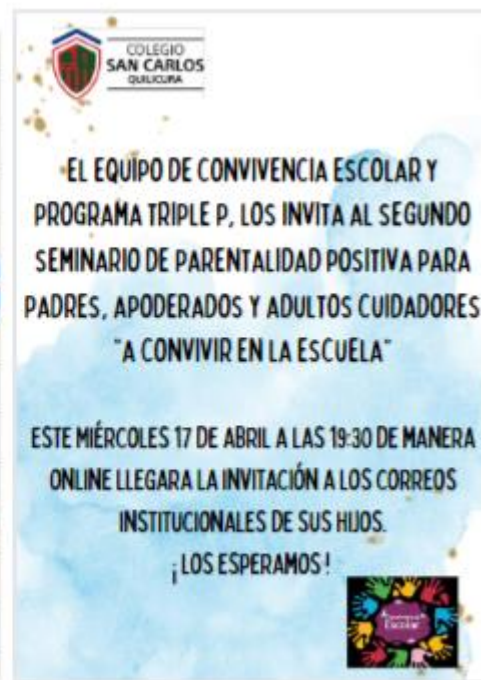 COLEGIO
SAN CARLOS
QUILICURA
EL EQUIPO DE CONVIVENCIA ESCOLAR Y
PROGRAMA TRIPLE P, LOS INVITA AL SEGUNDO
SEMINARIO DE PARENTALIDAD POSITIVA PARA
PADRES, APODERADOS Y ADULTOS CUIDADORES
"A CONVIVIR EN LA ESCUELA"
ESTE MIÉRCOLES 17 DE ABRIL A LAS 19:30 DE MANERA
ONLINE LLEGARA LA INVITACIÓN A LOS CORREOS
INSTITUCIONALES DE SUS HIJOS.
¡LOS ESPERAMOS!
Escolar